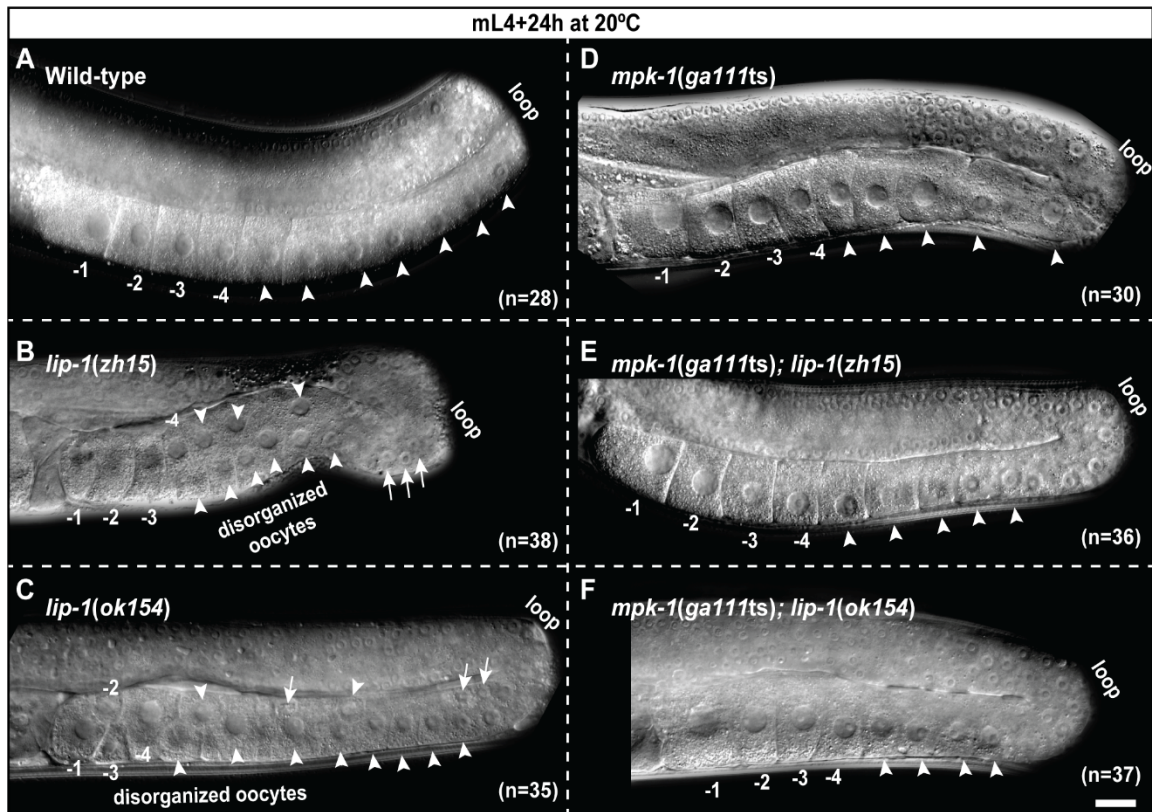 mL4+24h at 20ºC
A
Wild-type
loop
-1
-2
-3
-4
(n=28)
B
lip-1(zh15)
-4
loop
-1
-2
-3
disorganized
oocytes
(n=38)
C
lip-1(ok154)
loop
-2
-4
-1
-3
disorganized oocytes
(n=35)
D
mpk-1(ga111ts)
loop
-1
-2
-3
-4
(n=30)
E
mpk-1(ga111ts); lip-1(zh15)
loop
-1
-2
-3
-4
(n=36)
F
mpk-1(ga111ts); lip-1(ok154)
loop
-1
-2
-3
-4
(n=37)